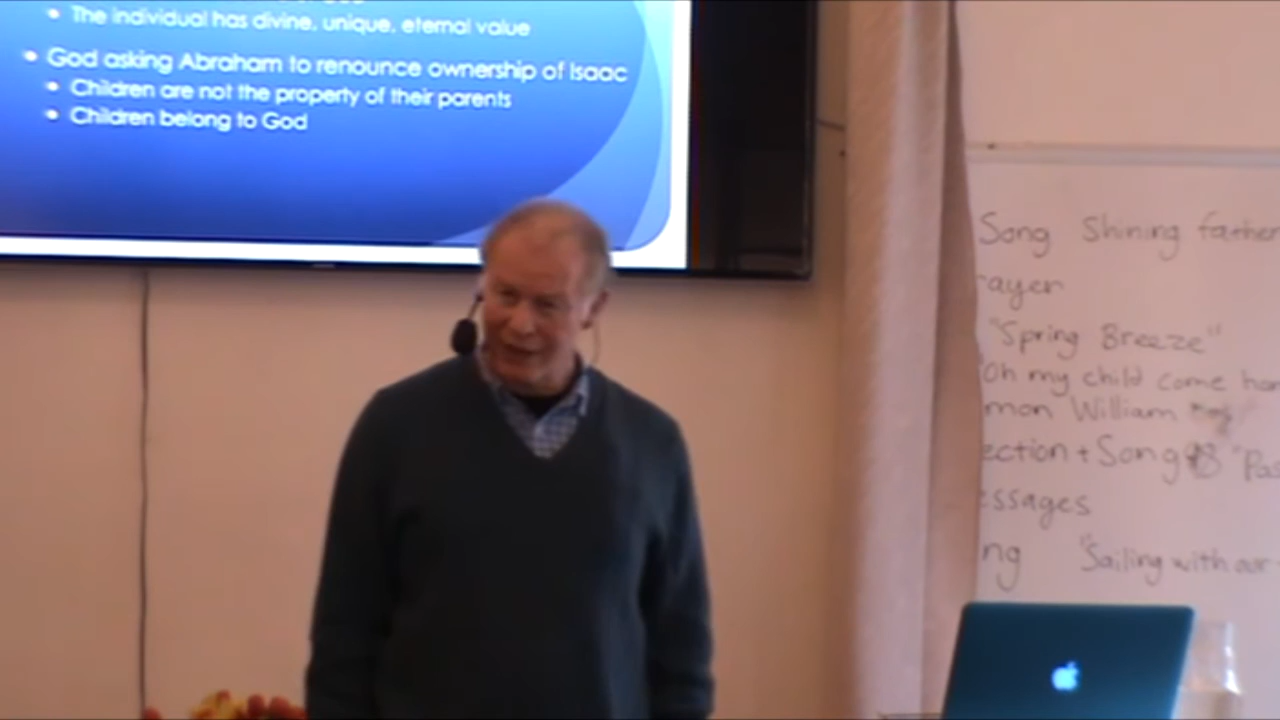 The individual has divine, unique, eternal value
God asking Abraham to renounce ownership of Isaac
Children are not the property of their parents
Children belong to God
Song Shining father
rayer
"Spring Breeze"
Oh my child come hom
mon William
ection + Song 98 "Pas
essages
ng "Sailing with our